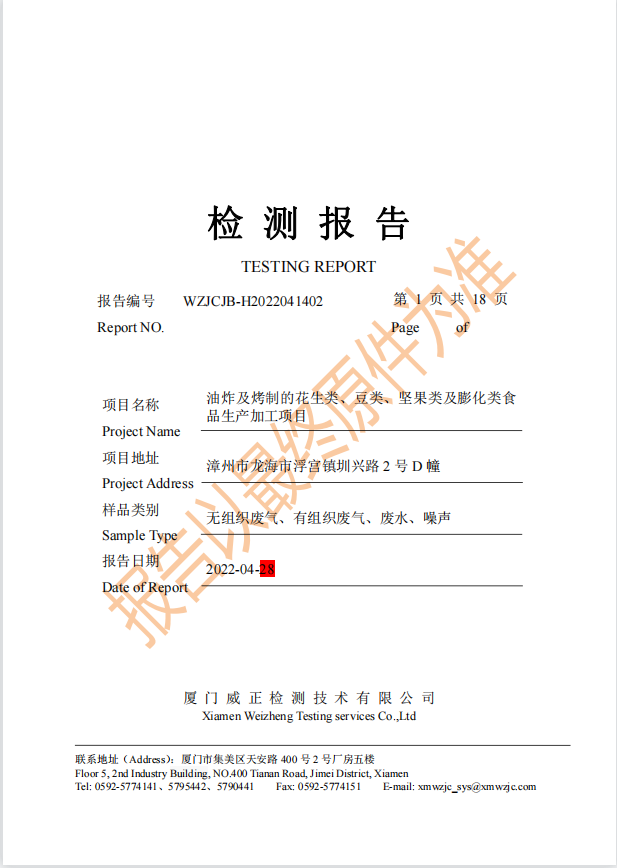 检测报告
TESTING REPORT
报告编号 WZJCJB-H2022041402 第 1 页 共 18 页
Report NO. Page of
项目名称 油炸及烤制的花生类、豆类、坚果类及膨化类食
品生产加工项目
Project Name
项目地址 漳州市龙海市浮宫镇圳兴路 2 号 D 幢
Project Address
样品类别 无组织废气、有组织废气、废水、噪声
Sample Type
报告日期 2022-04-28
Date of Report
报告以最终原件为准
厦门威正检测技术有限公司
Xiamen Weizheng Testing services Co.,Ltd
联系地址（Address）：厦门市集美区天安路 400 号 2 号厂房五楼
Floor 5, 2nd Industry Building, NO.400 Tianan Road, Jimei District, Xiamen
Tel: 0592-5774141、5795442、5790441 Fax: 0592-5774151 E-mail: xmwzjc_sys@xmwzjc.com